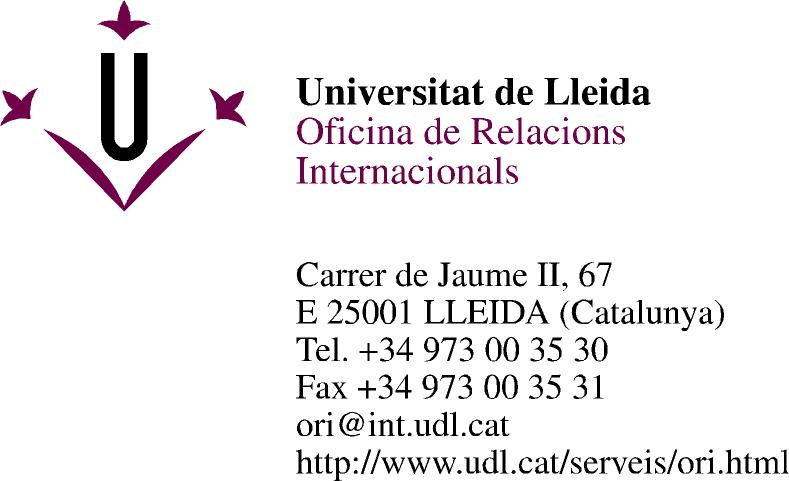 U
Universitat de Lleida
Oficina de Relacions
Internacionals
Carrer de Jaume II, 67
E 25001 LLEIDA (Catalunya)
Tel. +34 973 00 35 30
Fax +34 973 00 35 31
ori@int.udl.cat
http://www.udl.cat/serveis/ori.html